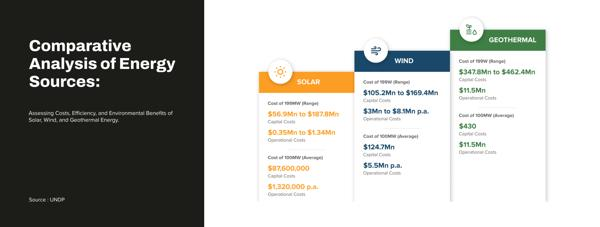 Comparative
Analysis of Energy
Sources:
Assessing Costs, Efficiency, and Environmental Benefits of
Solar, Wind, and Geothermal Energy.
Source : UNDP
SOLAR
Cost of 199MW (Range)
$56.9Mn to $187.8Mn
Capital Costs
$0.35Mn to $1.34Mn
Operational Costs
Cost of 100MW (Average)
$87,600,000
Capital Costs
$1,320,000 p.a.
Operational Costs
WIND
Cost of 199W (Range)
$105.2Mn to $169.4Mn
Capital Costs
$3Mn to $8.1Mn p.a.
Operational Costs
Cost of 100MW (Average)
$124.7Mn
Capital Costs
$5.5Mn p.a.
Operational Costs
GEOTHERMAL
Cost of 199W (Range)
$347.8Mn to $462.4Mn
Capital Costs
$11.5Mn
Operational Costs
Cost of 100MW (Average)
$430
Capital Costs
$11.5Mn
Operational Costs